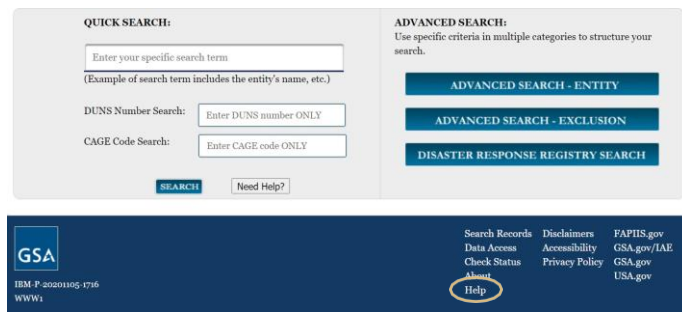 QUICK SEARCH:
Enter your specific search term
(Example of search term includes the entity's name, etc.)
DUNS Number Search: Enter DUNS number ONLY
CAGE Code Search: Enter CAGE code ONLY
SEARCH Need Help?
ADVANCED SEARCH:
Use specific criteria in multiple categories to structure your
search.
ADVANCED SEARCH - ENTITY
ADVANCED SEARCH - EXCLUSION
DISASTER RESPONSE REGISTRY SEARCH
GSA
IBM-P-20201105-1716
WWW1
Search Records Disclaimers FAPIIS.gov
Data Access Accessibility GSA.gov/IAE
Check Status Privacy Policy GSA.gov
About USA.gov
Help